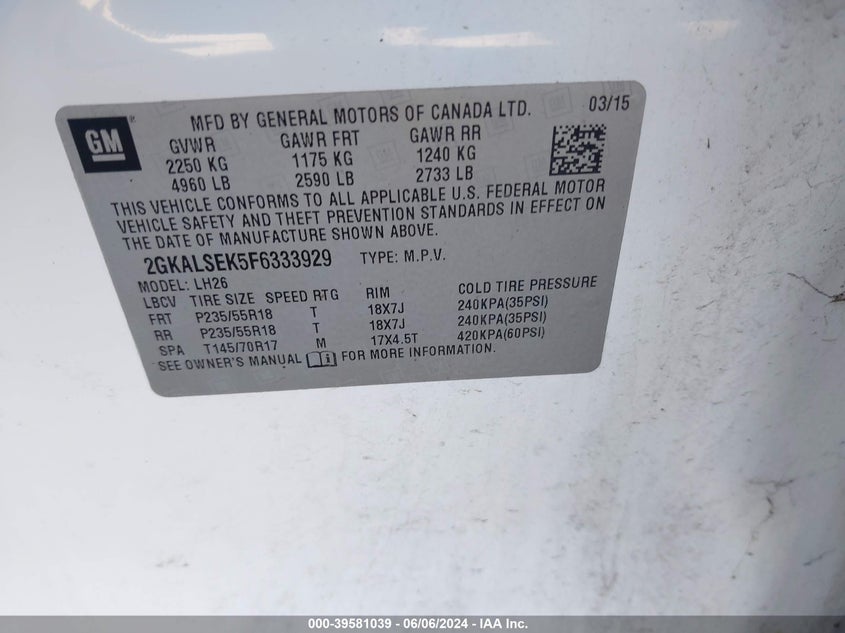 GM
®
MFD BY GENERAL MOTORS OF CANADA LTD. 03/15
GVWR GAWR FRT GAWR RR
2250 KG 1175 KG 1240 KG
4960 LB 2590 LB 2733 LB
THIS VEHICLE CONFORMS TO ALL APPLICABLE U.S. FEDERAL MOTOR
VEHICLE SAFETY AND THEFT PREVENTION STANDARDS IN EFFECT ON
THE DATE OF MANUFACTURE SHOWN ABOVE.
2GKALSEK5F6333929 TYPE: M.P.V.
MODEL: LH26
LBCV TIRE SIZE SPEED RTG RIM COLD TIRE PRESSURE
FRT P235/55R18 T 18X7J 240KPA(35PSI)
RR P235/55R18 T 18X7J 240KPA(35PSI)
SPA T145/70R17 M 17X4.5T 420KPA(60PSI)
SEE OWNER'S MANUAL FOR MORE INFORMATION.
000-39581039 - 06/06/2024 - IAA Inc.